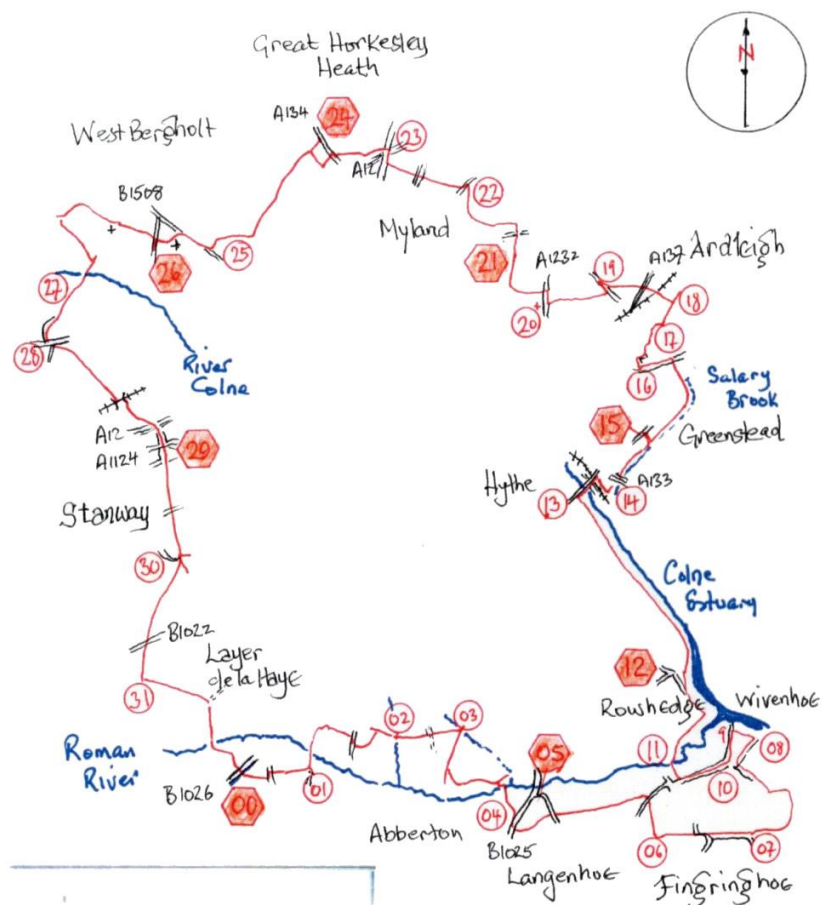 Great Horkesley
Heath
N
A134
24
23
West Bergholt
A12
22
B1508
Myland
25
21
26
A1232
19
A137
Ardleigh
27
20
18
17
28
River
Colne
16
Salary
Brook
15
Greenstead
A12
29
A1124
Hythe
A133
13
14
Stanway
30
Colne
Estuary
B1022
Layer
de la Haye
12
31
Rowhedge
Wivenhoe
02
03
9
Roman
River
05
11
08
B1026
01
10
00
04
Abberton
B1025
06
07
Langenhoe
Fingringhoe